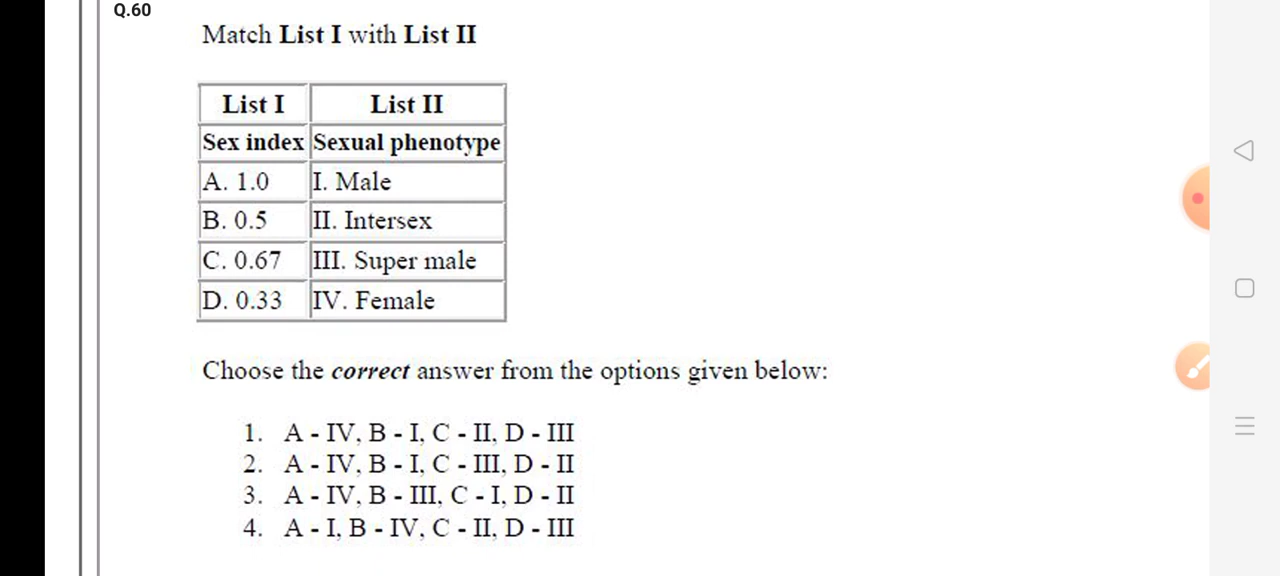 Q.60
Match List I with List II
List I List II
Sex index Sexual phenotype
A. 1.0 I. Male
B. 0.5 II. Intersex
C. 0.67 III. Super male
D. 0.33 IV. Female
Choose the correct answer from the options given below:
1. A - IV, B - I, C - II, D - III
2. A - IV, B - I, C - III, D - II
3. A - IV, B - III, C - I, D - II
4. A - I, B - IV, C - II, D - III